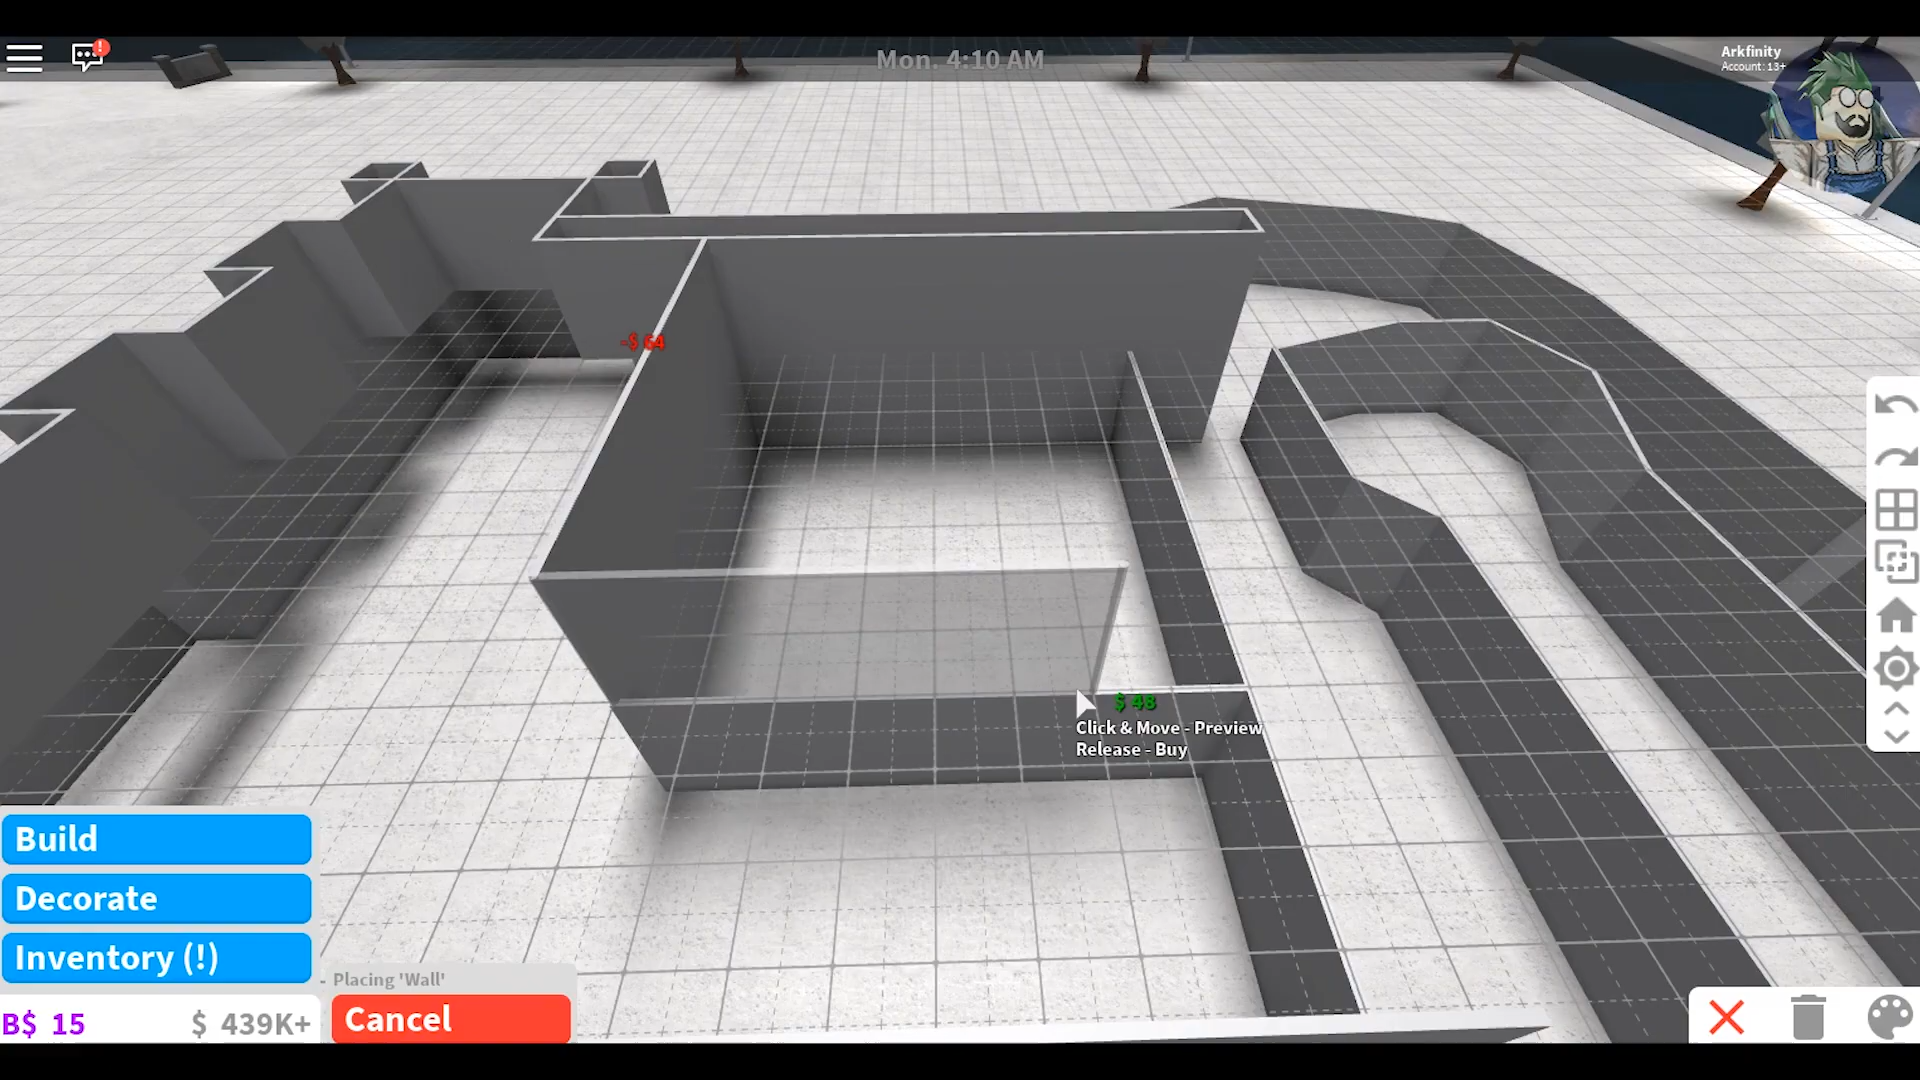 Mon. 4:10 AM
Arkfinity
Account: 13+
-$ 64
$ 48
Click & Move - Preview
Release - Buy
Build
Decorate
Inventory (!)
- Placing 'Wall'
B$ 15
$ 439K+
Cancel